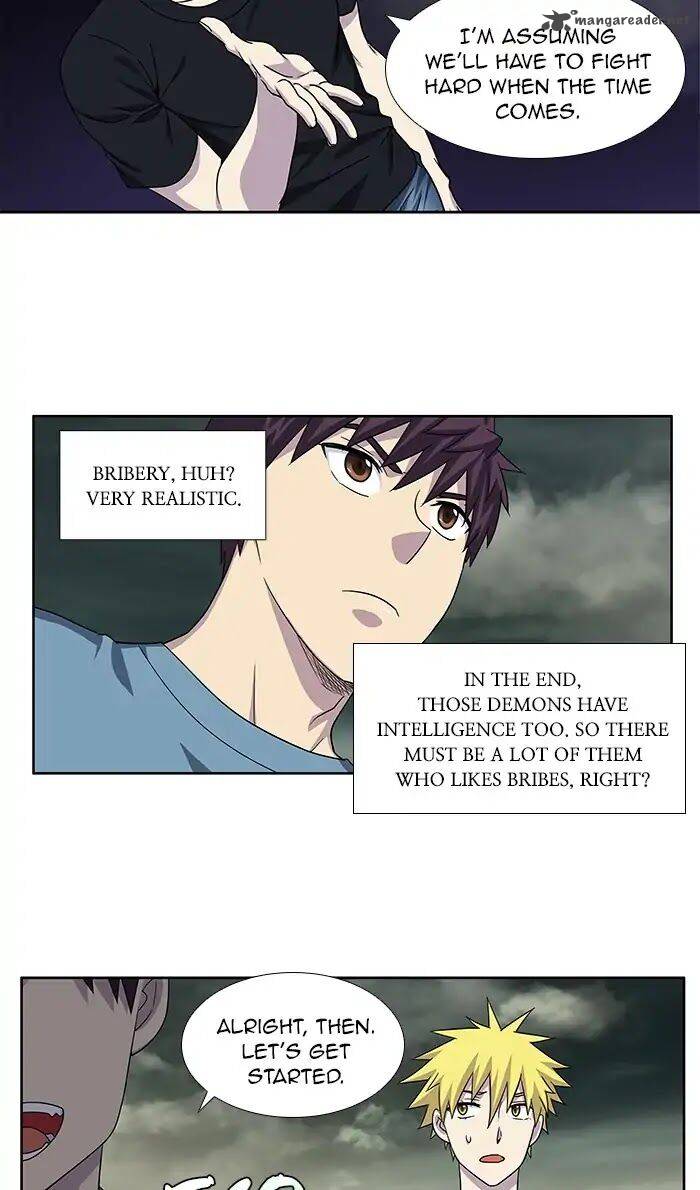 mangareader.net
I'M ASSUMING
WE'LL HAVE TO FIGHT
HARD WHEN THE TIME
COMES.
BRIBERY, HUH?
VERY REALISTIC.
IN THE END,
THOSE DEMONS HAVE
INTELLIGENCE TOO. SO THERE
MUST BE A LOT OF THEM
WHO LIKES BRIBES, RIGHT?
ALRIGHT, THEN.
LET'S GET
STARTED.